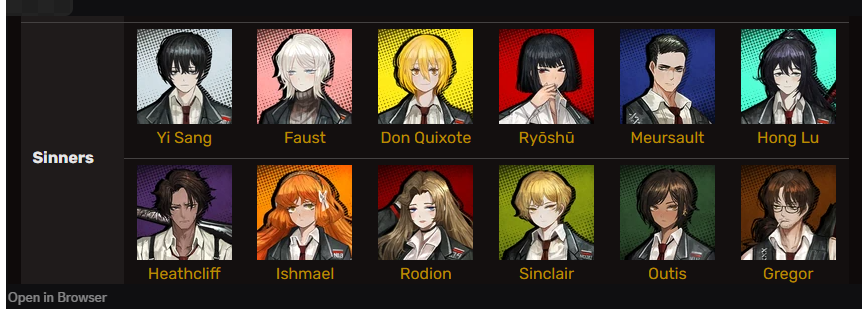 Yi Sang
Faust
Don Quixote
Ryōshū
Meursault
Hong Lu
Sinners
Heathcliff
Ishmael
Rodion
Sinclair
Outis
Gregor
Open in Browser